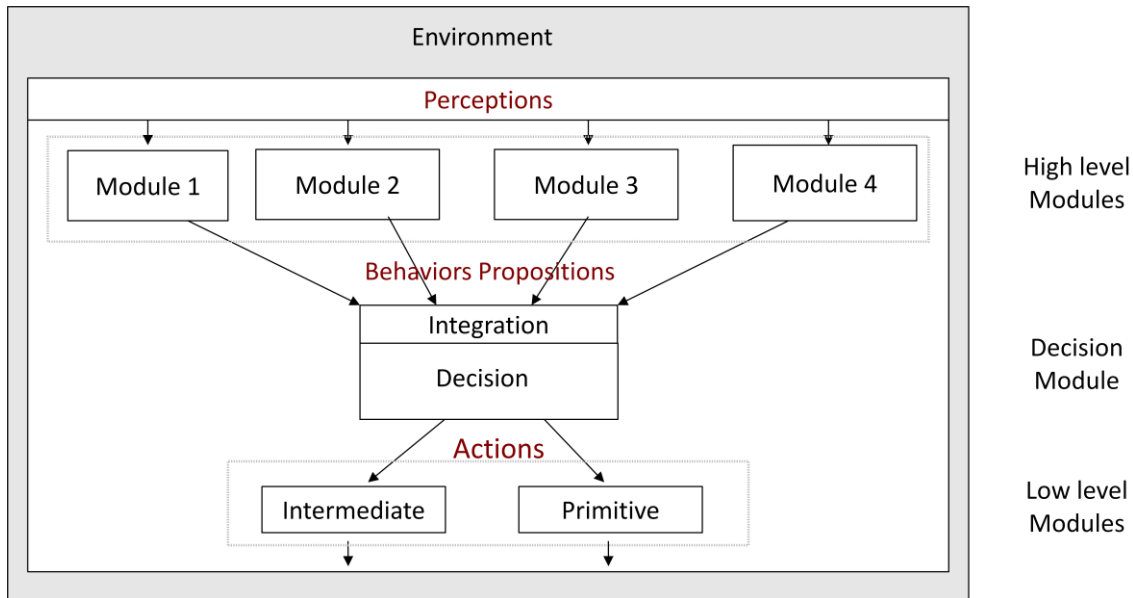 Environment
Perceptions
Module 1
Module 2
Module 3
Module 4
High level
Modules
Behaviors Propositions
Integration
Decision
Decision
Module
Actions
Intermediate
Primitive
Low level
Modules